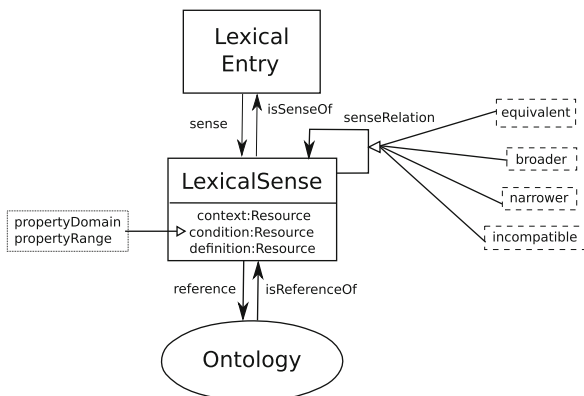 Lexical
Entry
sense
isSenseOf
senseRelation
equivalent
broader
narrower
incompatible
LexicalSense
context:Resource
condition:Resource
definition:Resource
propertyDomain
propertyRange
reference
isReferenceOf
Ontology